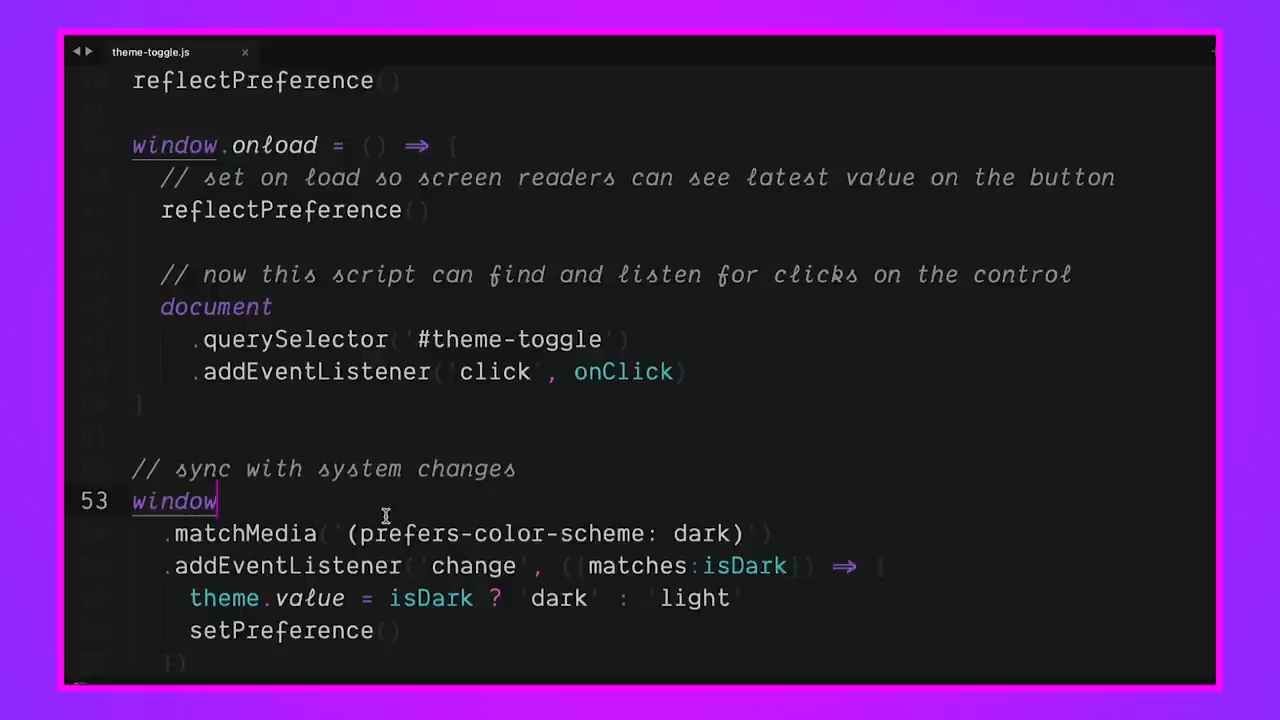 theme-toggle.js ×
reflectPreference()
window.onload = () => {
// set on load so screen readers can see latest value on the button
reflectPreference()
// now this script can find and listen for clicks on the control
document
.querySelector('#theme-toggle')
.addEventListener('click', onClick)
}
// sync with system changes
53 window
.matchMedia('(prefers-color-scheme: dark)')
.addEventListener('change', ({matches:isDark}) => {
theme.value = isDark ? 'dark' : 'light'
setPreference()
})